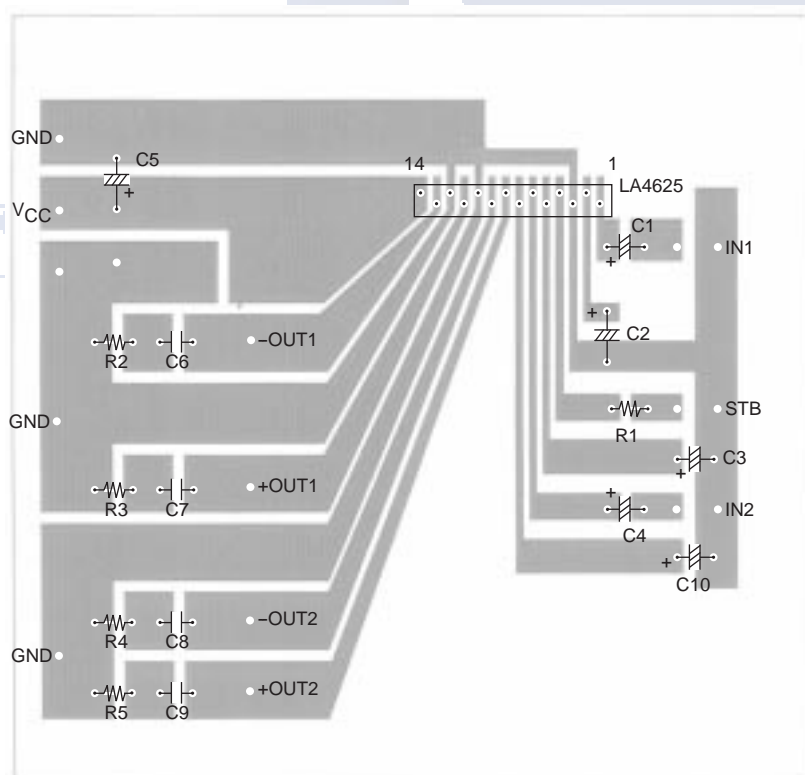 GND
C5
14
1
LA4625
+
VCC
C1
IN1
+
+
C2
R2
C6
–OUT1
GND
STB
R1
C3
+
R3
C7
+OUT1
+
IN2
C4
+
C10
R4
C8
–OUT2
GND
R5
C9
+OUT2